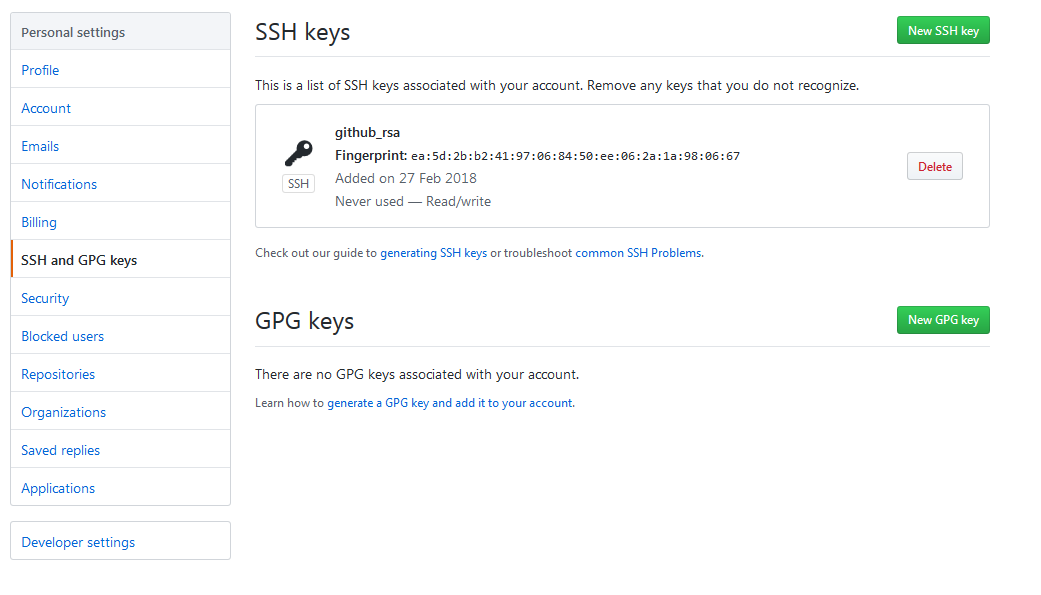 Personal settings
Profile
Account
Emails
Notifications
Billing
SSH and GPG keys
Security
Blocked users
Repositories
Organizations
Saved replies
Applications
Developer settings
SSH keys
New SSH key
This is a list of SSH keys associated with your account. Remove any keys that you do not recognize.
github_rsa
Fingerprint: ea:5d:2b:b2:41:97:06:84:50:ee:06:2a:1a:98:06:67
SSH
Added on 27 Feb 2018
Never used — Read/write
Delete
Check out our guide to generating SSH keys or troubleshoot common SSH Problems.
GPG keys
New GPG key
There are no GPG keys associated with your account.
Learn how to generate a GPG key and add it to your account.